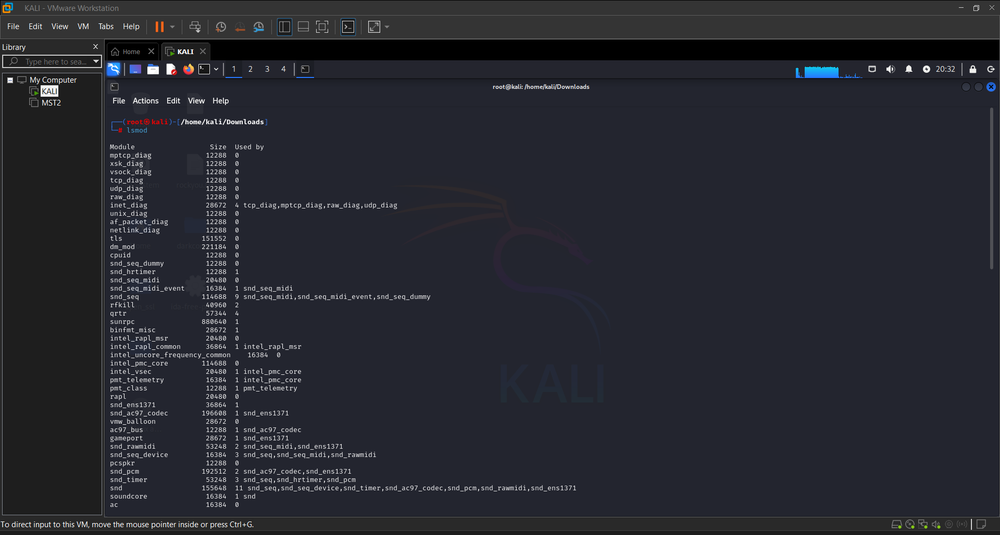 KALI - VMware Workstation
File Edit View VM Tabs Help
Library
Type here to sea...
My Computer
KALI
MST2
Home
KALI
1 2 3 4
20:32
root@kali: /home/kali/Downloads
File Actions Edit View Help
(root㉿kali)-[/home/kali/Downloads]
# lsmod
Module Size Used by
mptcp_diag 12288 0
xsk_diag 12288 0
vsock_diag 12288 0
tcp_diag 12288 0
udp_diag 12288 0
raw_diag 12288 0
inet_diag 28672 4 tcp_diag,mptcp_diag,raw_diag,udp_diag
unix_diag 12288 0
af_packet_diag 12288 0
netlink_diag 12288 0
tls 151552 0
dm_mod 221184 0
cpuid 12288 0
snd_seq_dummy 12288 0
snd_hrtimer 12288 1
snd_seq_midi 20480 0
snd_seq_midi_event 16384 1 snd_seq_midi
snd_seq 114688 9 snd_seq_midi,snd_seq_midi_event,snd_seq_dummy
rfkill 40960 2
qrtr 57344 4
sunrpc 880640 1
binfmt_misc 28672 1
intel_rapl_msr 20480 0
intel_rapl_common 36864 1 intel_rapl_msr
intel_uncore_frequency_common 16384 0
intel_pmc_core 114688 0
intel_vsec 20480 1 intel_pmc_core
pmt_telemetry 16384 1 intel_pmc_core
pmt_class 12288 1 pmt_telemetry
rapl 20480 0
snd_ens1371 36864 1
snd_ac97_codec 196608 1 snd_ens1371
vmw_balloon 28672 0
ac97_bus 12288 1 snd_ac97_codec
gameport 28672 1 snd_ens1371
snd_rawmidi 53248 2 snd_seq_midi,snd_ens1371
snd_seq_device 16384 3 snd_seq,snd_seq_midi,snd_rawmidi
pcspkr 12288 0
snd_pcm 192512 2 snd_ac97_codec,snd_ens1371
snd_timer 53248 3 snd_seq,snd_hrtimer,snd_pcm
snd 155648 11 snd_seq,snd_seq_device,snd_timer,snd_ac97_codec,snd_pcm,snd_rawmidi,snd_ens1371
soundcore 16384 1 snd
ac 16384 0
KALI
To direct input to this VM, move the mouse pointer inside or press Ctrl+G.